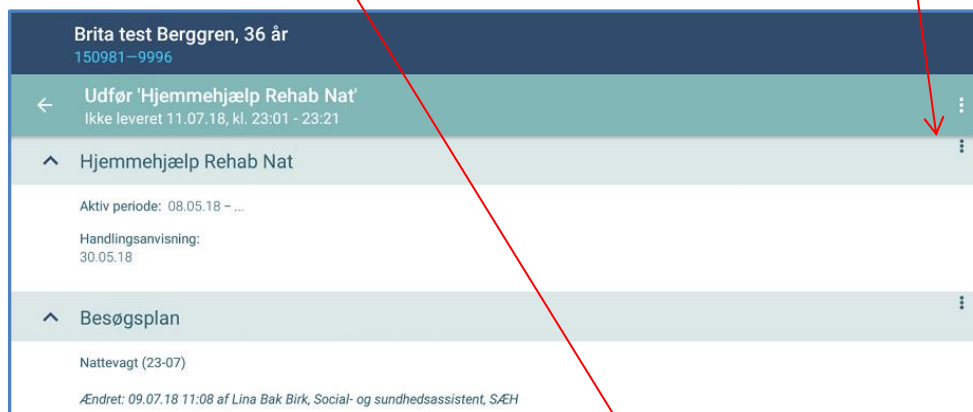 Brita test Berggren, 36 år
150981-9996
Udfør 'Hjemmehjælp Rehab Nat'
Ikke leveret 11.07.18, kl. 23:01 - 23:21
Hjemmehjælp Rehab Nat
Aktiv periode: 08.05.18 – ...
Handlingsanvisning:
30.05.18
Besøgsplan
Nattevagt (23-07)
Ændret: 09.07.18 11:08 af Lina Bak Birk, Social- og sundhedsassistent, SÆH